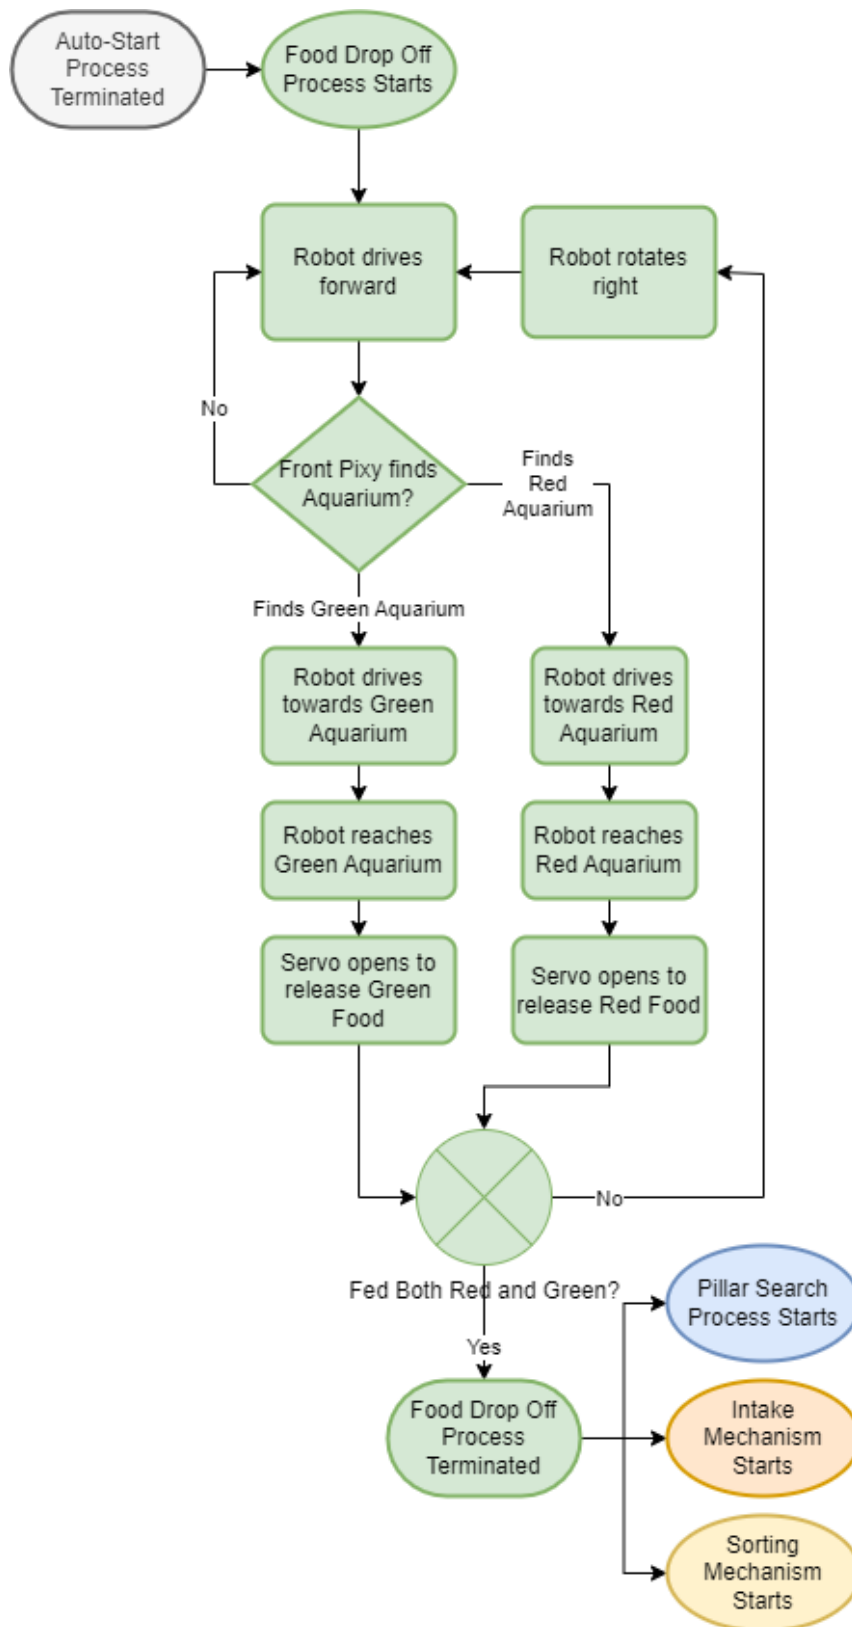 Auto-Start
Process
Terminated
Food Drop Off
Process Starts
Robot drives
forward
Robot rotates
right
No
Front Pixy finds
Aquarium?
Finds
Red
Aquarium
Finds Green Aquarium
Robot drives
towards Green
Aquarium
Robot drives
towards Red
Aquarium
Robot reaches
Green Aquarium
Robot reaches
Red Aquarium
Servo opens to
release Green
Food
Servo opens to
release Red Food
No
Fed Both Red and Green?
Yes
Pillar Search
Process Starts
Food Drop Off
Process
Terminated
Intake
Mechanism
Starts
Sorting
Mechanism
Starts